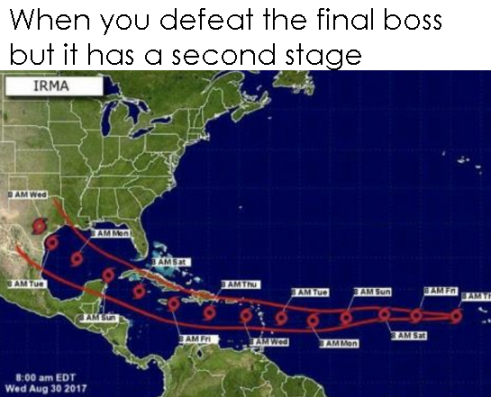 When you defeat the final boss
but it has a second stage
IRMA
8 AM Wed
8 AM Mon
8 AM Sat
8 AM Tue
8 AM Thu
8 AM Tue
8 AM Sun
8 AM Fri
8 AM Sun
8 AM Fri
8 AM Wed
8 AM Mon
8 AM Sat
8:00 am EDT
Wed Aug 30 2017